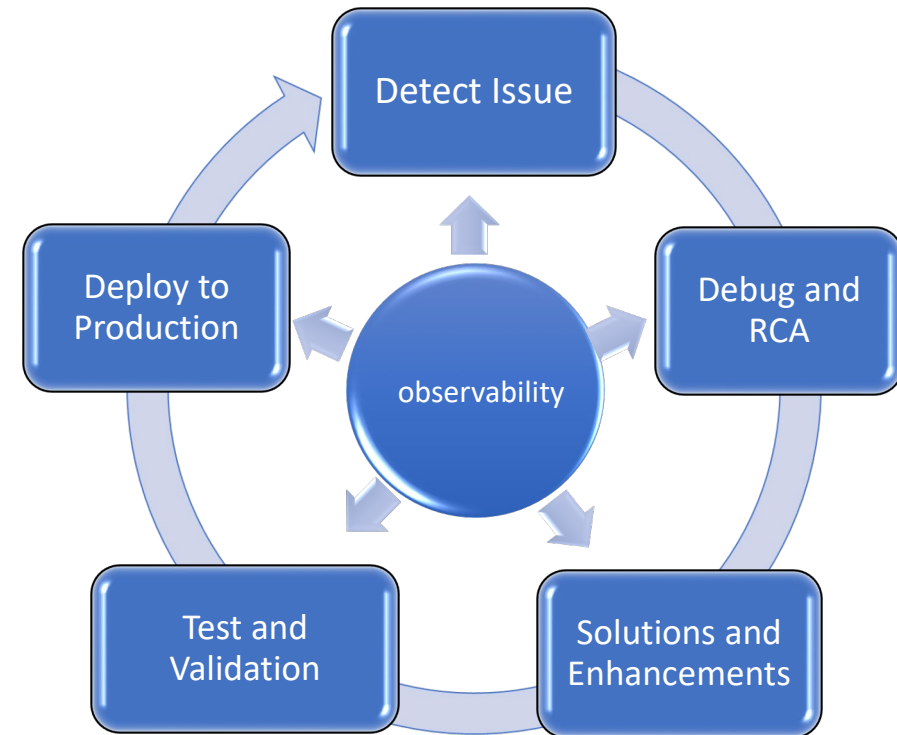 Detect Issue
Deploy to
Production
Debug and
RCA
observability
Test and
Validation
Solutions and
Enhancements